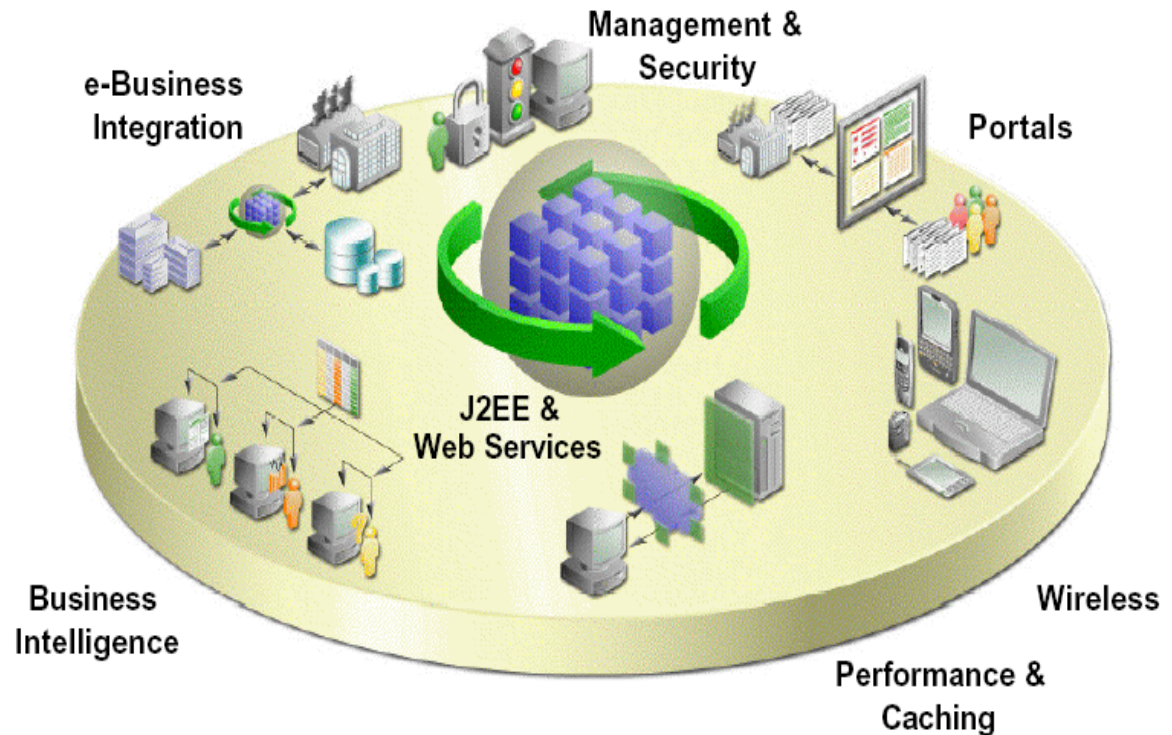 Management &
Security
e-Business
Integration
Portals
J2EE &
Web Services
Business
Intelligence
Wireless
Performance &
Caching